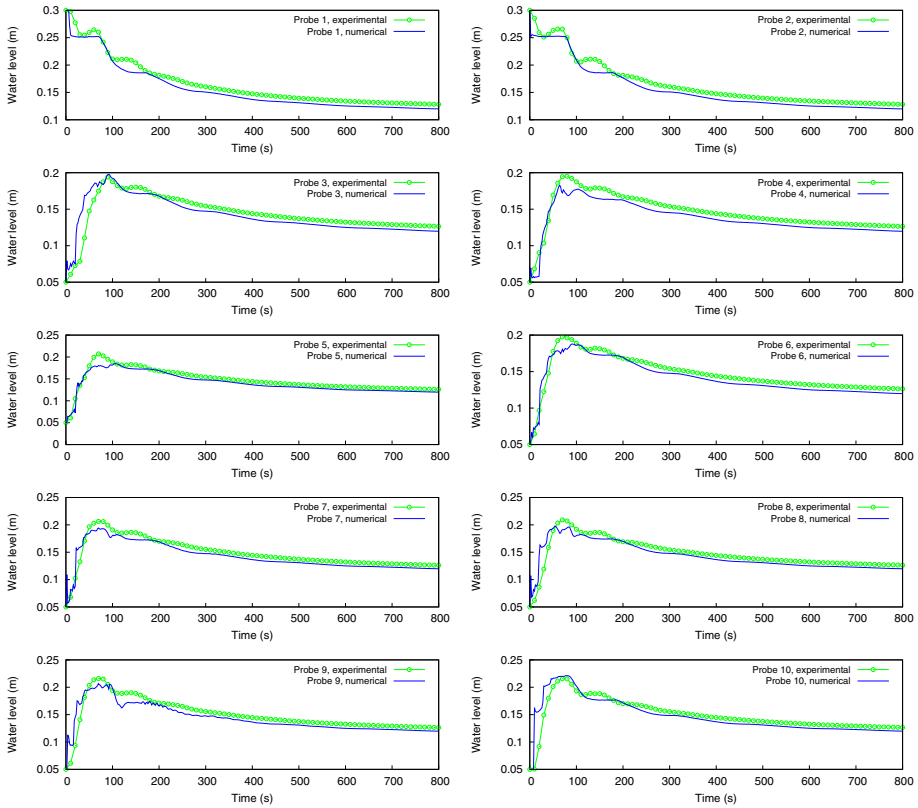 Probe 1, experimental
Probe 1, numerical
Water level (m)
0.3
0.25
0.2
0.15
0.1
0 100 200 300 400 500 600 700 800
Time (s)
Probe 2, experimental
Probe 2, numerical
Water level (m)
0.3
0.25
0.2
0.15
0.1
0 100 200 300 400 500 600 700 800
Time (s)
Probe 3, experimental
Probe 3, numerical
Water level (m)
0.2
0.15
0.1
0.05
0 100 200 300 400 500 600 700 800
Time (s)
Probe 4, experimental
Probe 4, numerical
Water level (m)
0.2
0.15
0.1
0.05
0 100 200 300 400 500 600 700 800
Time (s)
Probe 5, experimental
Probe 5, numerical
Water level (m)
0.25
0.2
0.15
0.1
0.05
0
0 100 200 300 400 500 600 700 800
Time (s)
Probe 6, experimental
Probe 6, numerical
Water level (m)
0.2
0.15
0.1
0.05
0 100 200 300 400 500 600 700 800
Time (s)
Probe 7, experimental
Probe 7, numerical
Water level (m)
0.25
0.2
0.15
0.1
0.05
0 100 200 300 400 500 600 700 800
Time (s)
Probe 8, experimental
Probe 8, numerical
Water level (m)
0.25
0.2
0.15
0.1
0.05
0 100 200 300 400 500 600 700 800
Time (s)
Probe 9, experimental
Probe 9, numerical
Water level (m)
0.25
0.2
0.15
0.1
0.05
0 100 200 300 400 500 600 700 800
Time (s)
Probe 10, experimental
Probe 10, numerical
Water level (m)
0.25
0.2
0.15
0.1
0.05
0 100 200 300 400 500 600 700 800
Time (s)